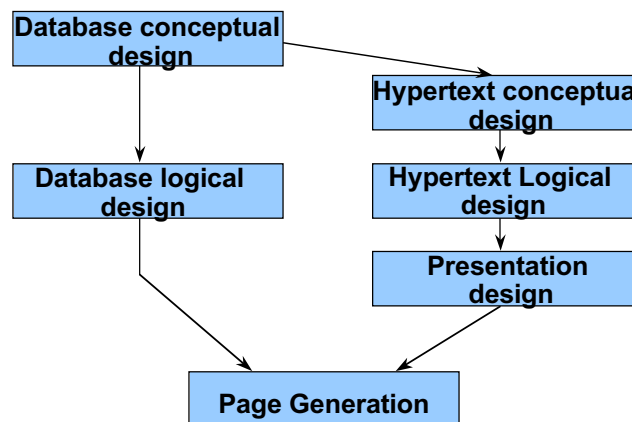 Database conceptual
design
Hypertext conceptua
design
Database logical
design
Hypertext Logical
design
Presentation
design
Page Generation